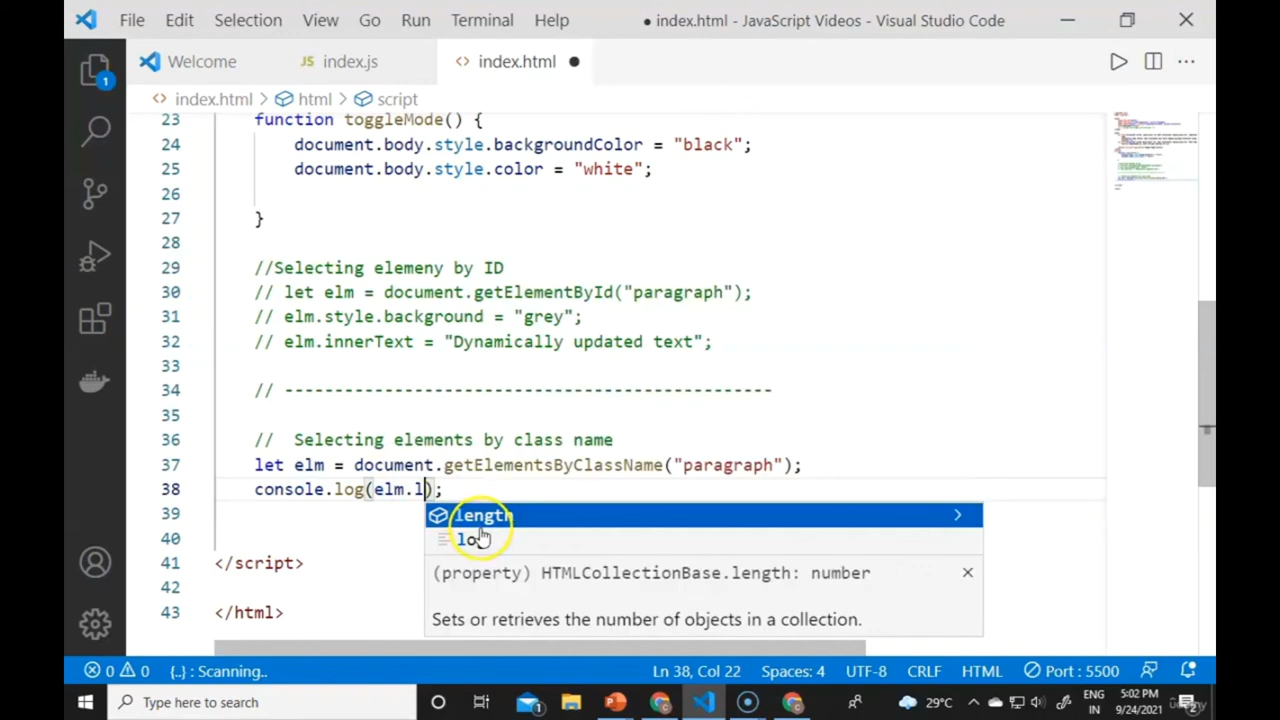 File Edit Selection View Go Run Terminal Help ● index.html - JavaScript Videos - Visual Studio Code
Welcome JS index.js <> index.html ●
<> index.html > html > script
23 function toggleMode() {
24 document.body.style.backgroundColor = "black";
25 document.body.style.color = "white";
26
27 }
28
29 //Selecting elemeny by ID
30 // let elm = document.getElementById("paragraph");
31 // elm.style.background = "grey";
32 // elm.innerText = "Dynamically updated text";
33
34 // -------------------------------------------------
35
36 // Selecting elements by class name
37 let elm = document.getElementsByClassName("paragraph");
38 console.log(elm.l);
39 length
40 lo
(property) HTMLCollectionBase.length: number
Sets or retrieves the number of objects in a collection.
41 </script>
42
43 </html>
1
0 0 {..} : Scanning... Ln 38, Col 22 Spaces: 4 UTF-8 CRLF HTML Port : 5500
Type here to search 1 29°C ENG IN 5:02 PM 9/24/2021 2